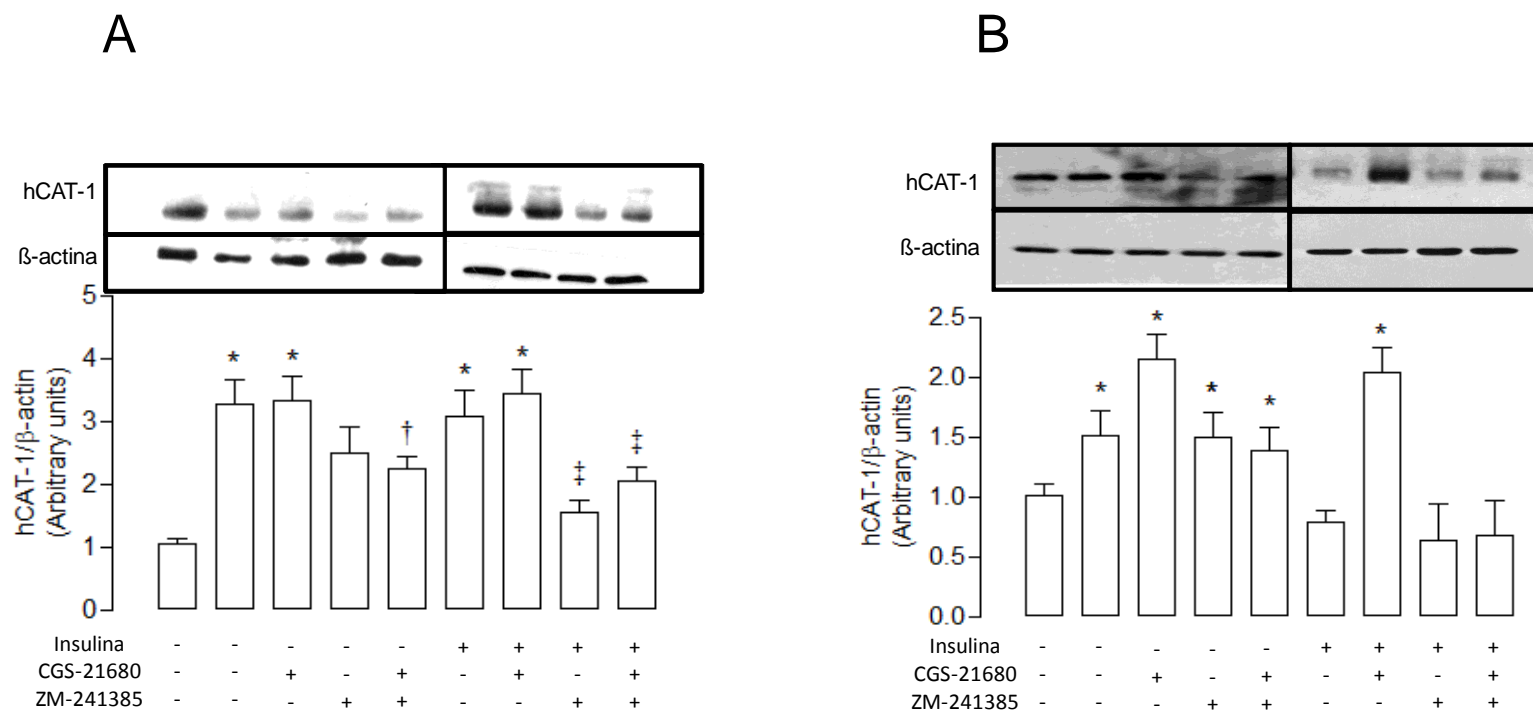 A
hCAT-1
ß-actina
5
4
3
2
1
0
hCAT-1/β-actin
(Arbitrary units)
* * † * * ‡ ‡
Insulina - - - - - + + + +
CGS-21680 - - + - + - + - +
ZM-241385 - - - + + - - + +
B
hCAT-1
ß-actina
2.5
2.0
1.5
1.0
0.5
0.0
hCAT-1/β-actin
(Arbitrary units)
* * * * *
Insulina - - - - - + + + +
CGS-21680 - - + - + - + - +
ZM-241385 - - - + + - - + +